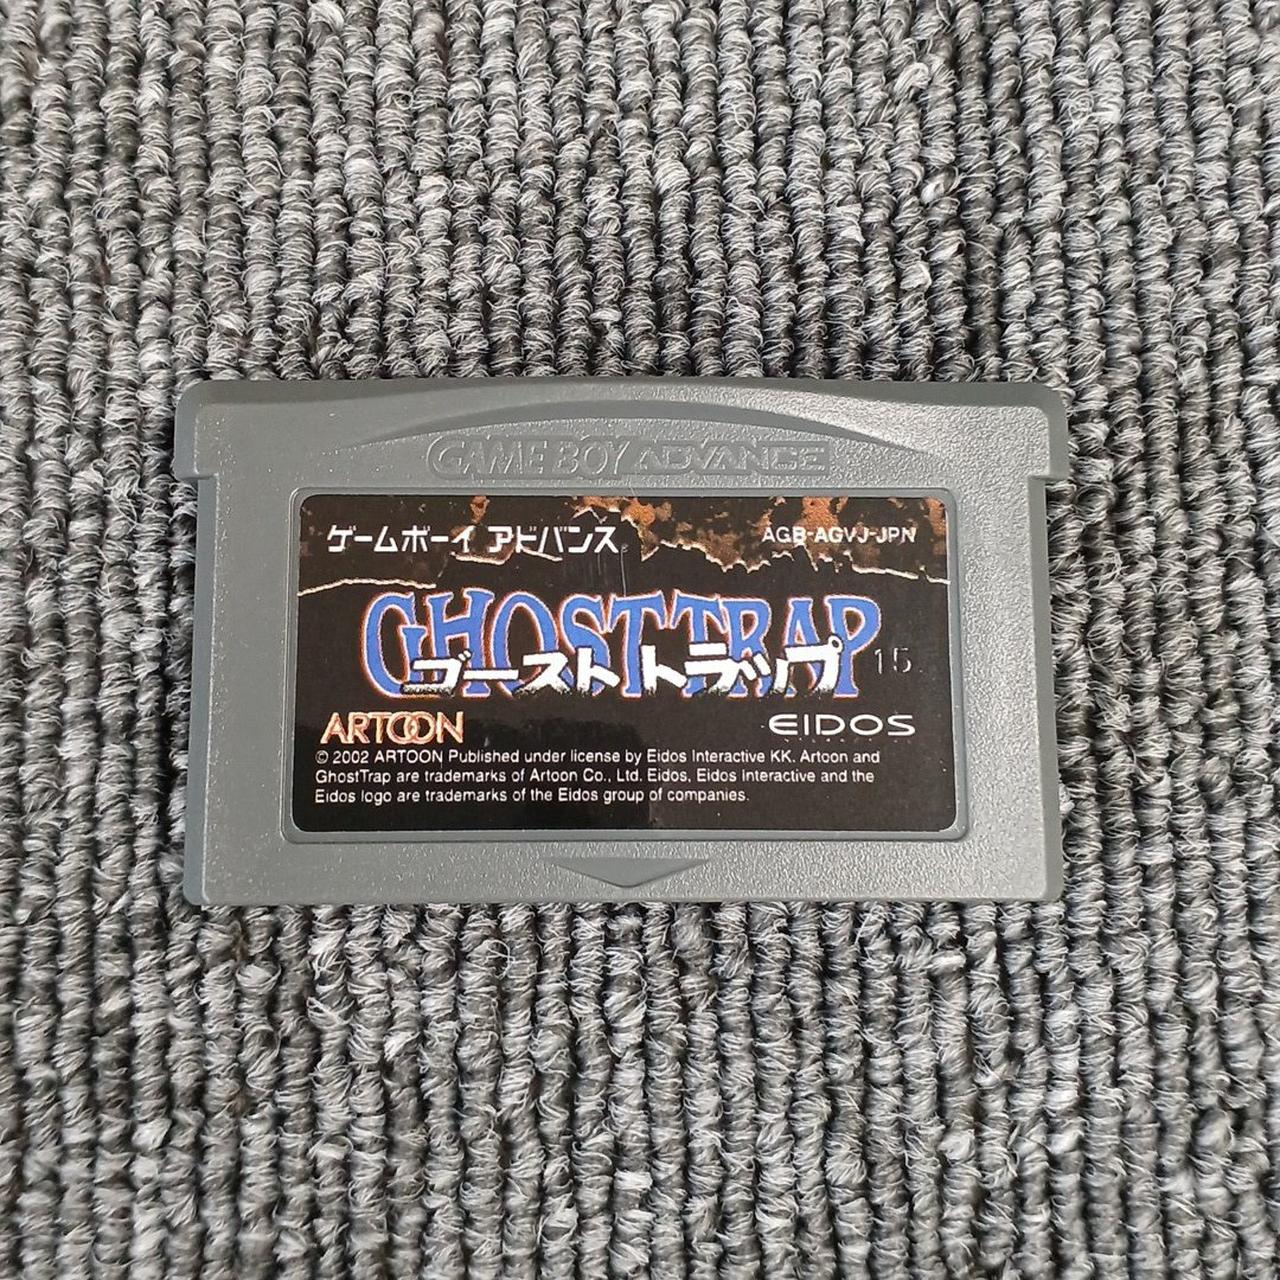 GAME BOY ADVANCE
ゲームボーイ アドバンス
AGB-AGVJ-JPN
GHOST TRAP
ゴースト トラップ
15
ARTOON
EIDOS
© 2002 ARTOON Published under license by Eidos Interactive KK. Artoon and
GhostTrap are trademarks of Artoon Co., Ltd. Eidos, Eidos Interactive and the
Eidos logo are trademarks of the Eidos group of companies.